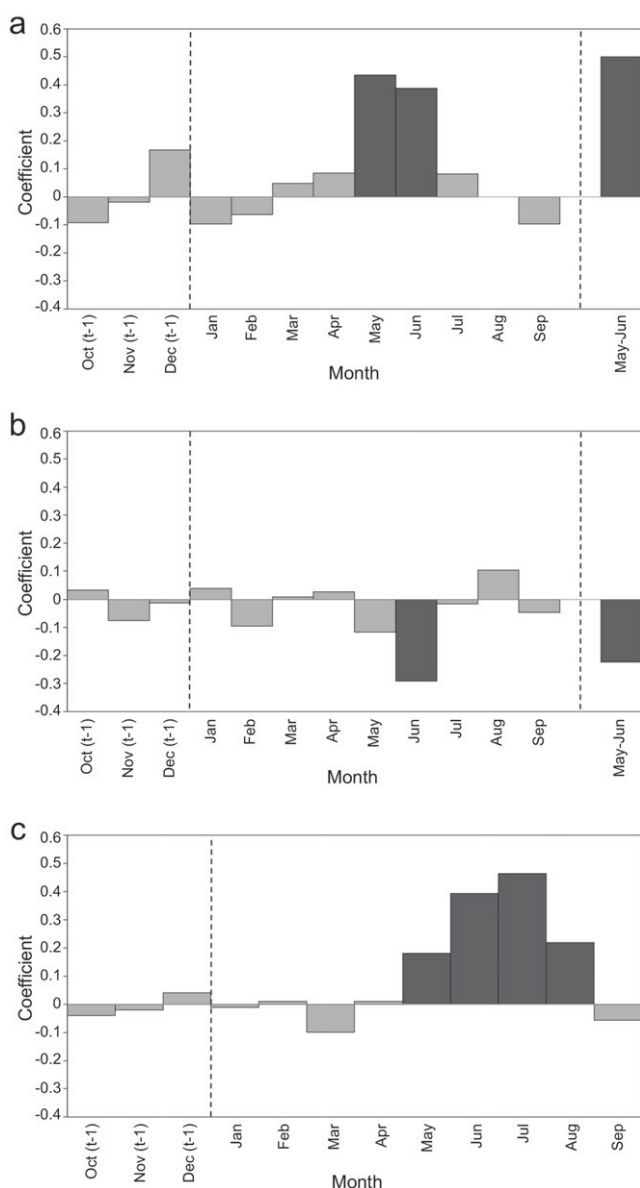 a
0.6
0.5
0.4
0.3
0.2
0.1
0
-0.1
-0.2
-0.3
-0.4
Coefficient
Oct (t-1) Nov (t-1) Dec (t-1) Jan Feb Mar Apr May Jun Jul Aug Sep May-Jun
Month
b
0.6
0.5
0.4
0.3
0.2
0.1
0
-0.1
-0.2
-0.3
-0.4
Coefficient
Oct (t-1) Nov (t-1) Dec (t-1) Jan Feb Mar Apr May Jun Jul Aug Sep May-Jun
Month
c
0.6
0.5
0.4
0.3
0.2
0.1
0
-0.1
-0.2
-0.3
-0.4
Coefficient
Oct (t-1) Nov (t-1) Dec (t-1) Jan Feb Mar Apr May Jun Jul Aug Sep
Month